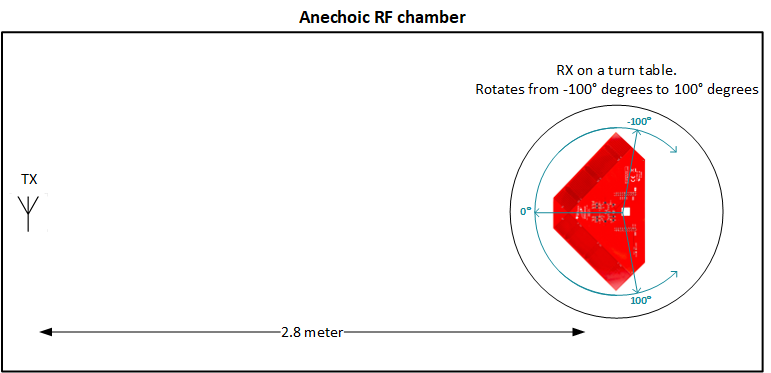 Anechoic RF chamber
RX on a turn table.
Rotates from -100° degrees to 100° degrees
-100°
TX
0°
100°
2.8 meter